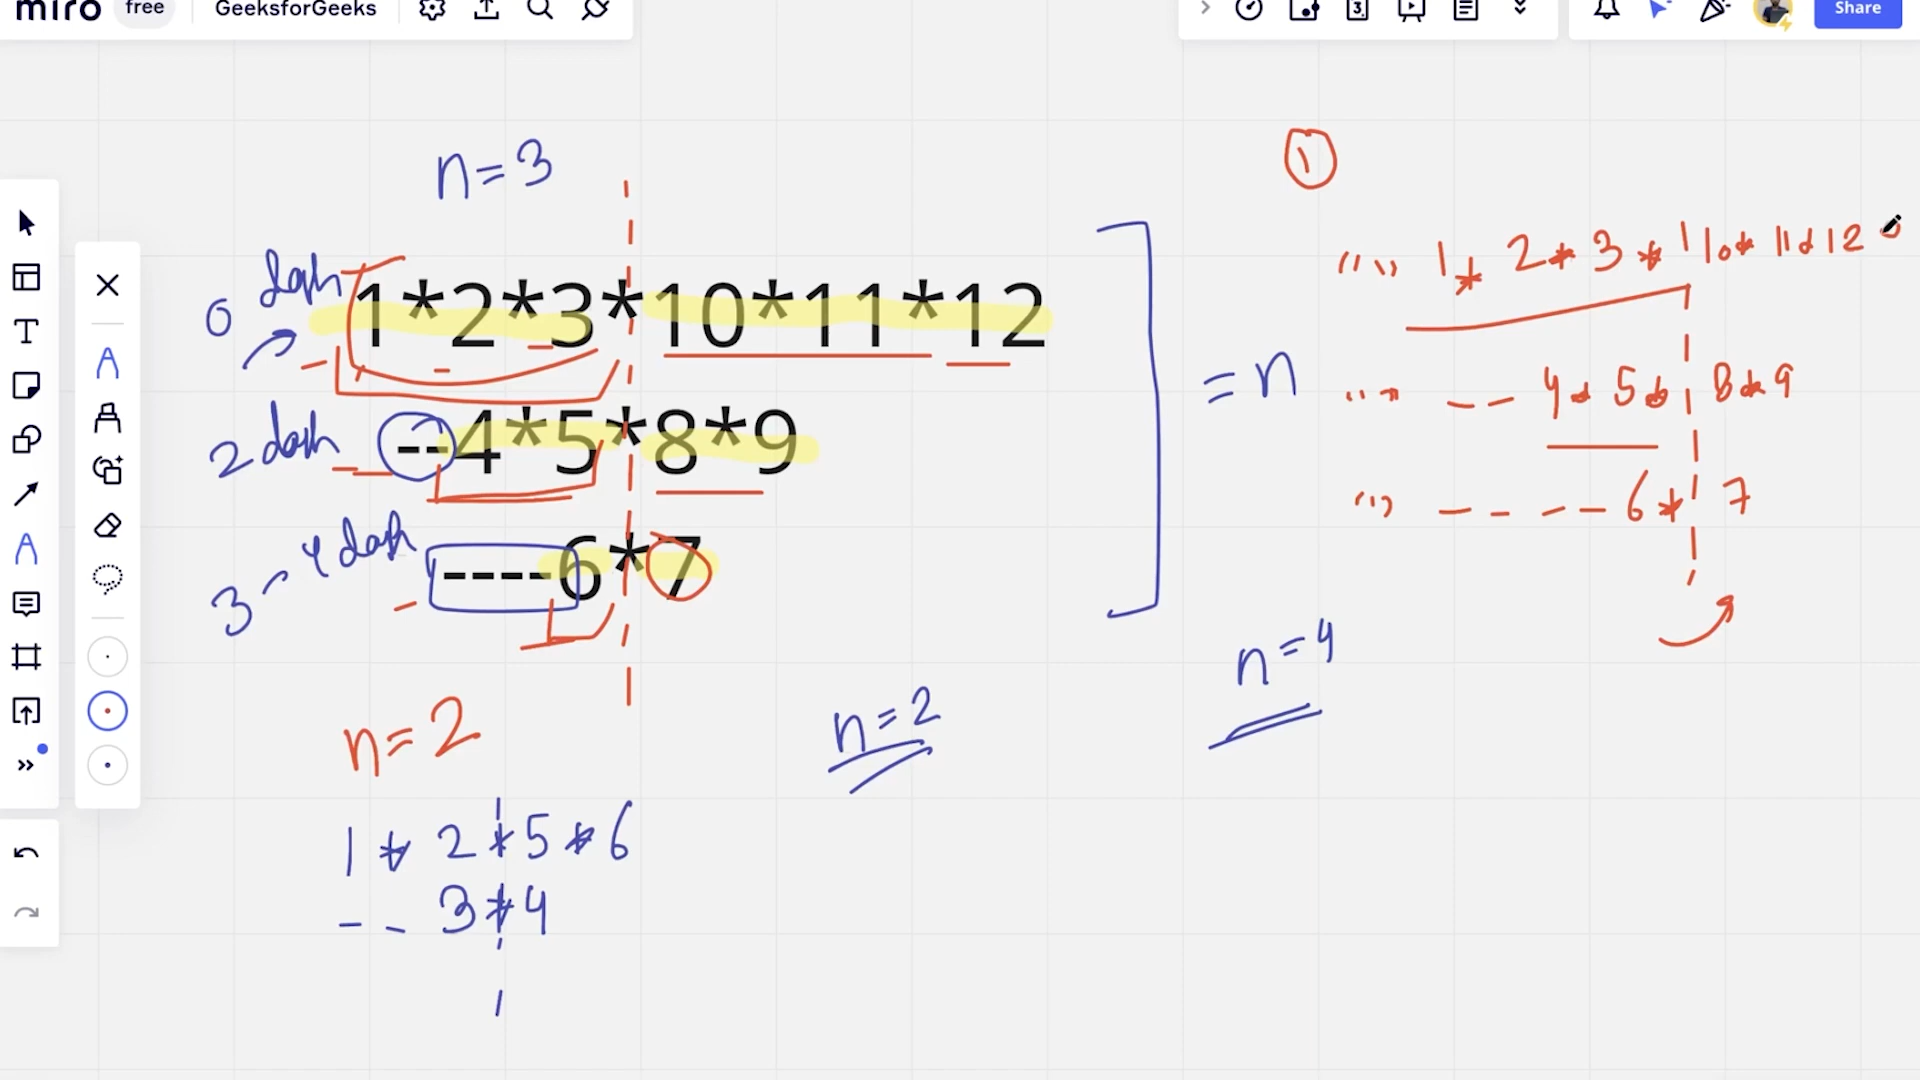 miro free GeeksforGeeks
Share
n=3
0 dash
1*2*3*10*11*12
2 dash
--4*5*8*9
3 - 4 dash
----6*7
= n
n=2
1*2*5*6
--3*4
n=2
n=4
1
"" 1*2*3*10*11*12
"" --4*5*8*9
"" ----6*7